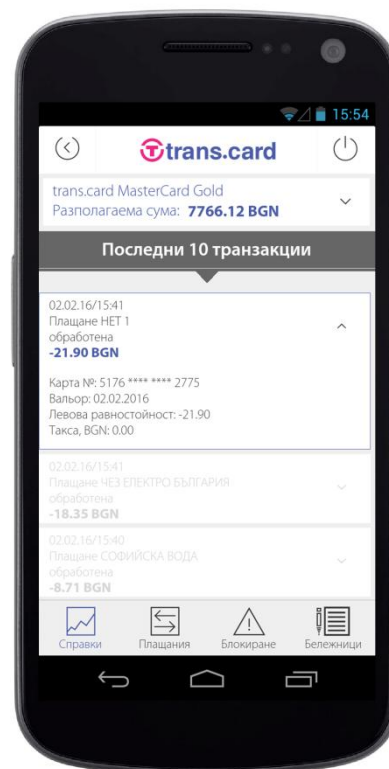 15:54
trans.card
trans.card MasterCard Gold
Разполагаема сума: 7766.12 BGN
Последни 10 транзакции
02.02.16/15:41
Плащане НЕТ 1
обработена
-21.90 BGN
Карта №: 5176 **** **** 2775
Вальор: 02.02.2016
Левова равностойност: -21.90
Такса, BGN: 0.00
02.02.16/15:41
Плащане ЧЕЗ ЕЛЕКТРО БЪЛГАРИЯ
обработена
-18.35 BGN
02.02.16/15:40
Плащане СОФИЙСКА ВОДА
обработена
-8.71 BGN
Справки Плащания Блокиране Бележници